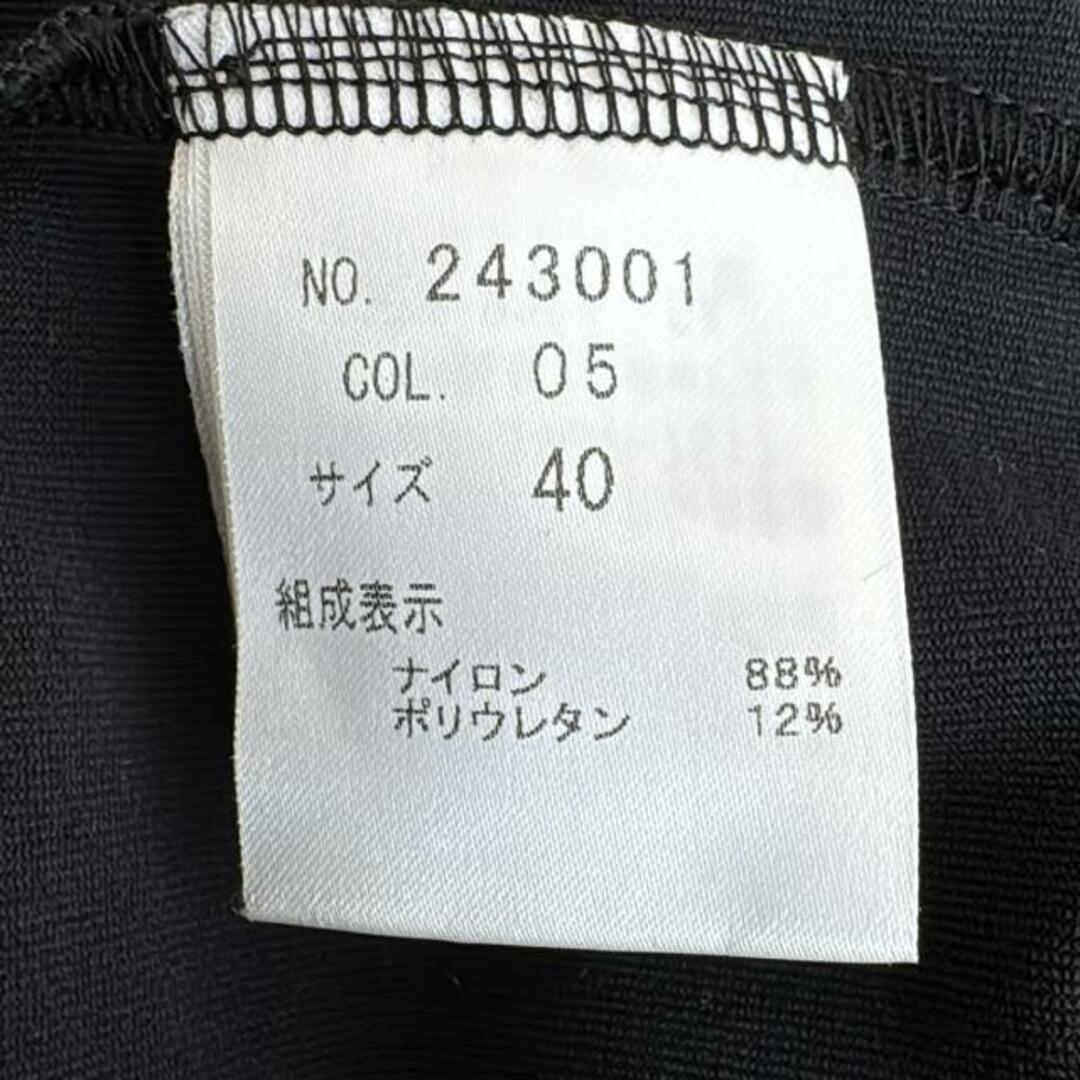 NO. 243001
COL. 05
サイズ 40
組成表示
ナイロン 88%
ポリウレタン 12%